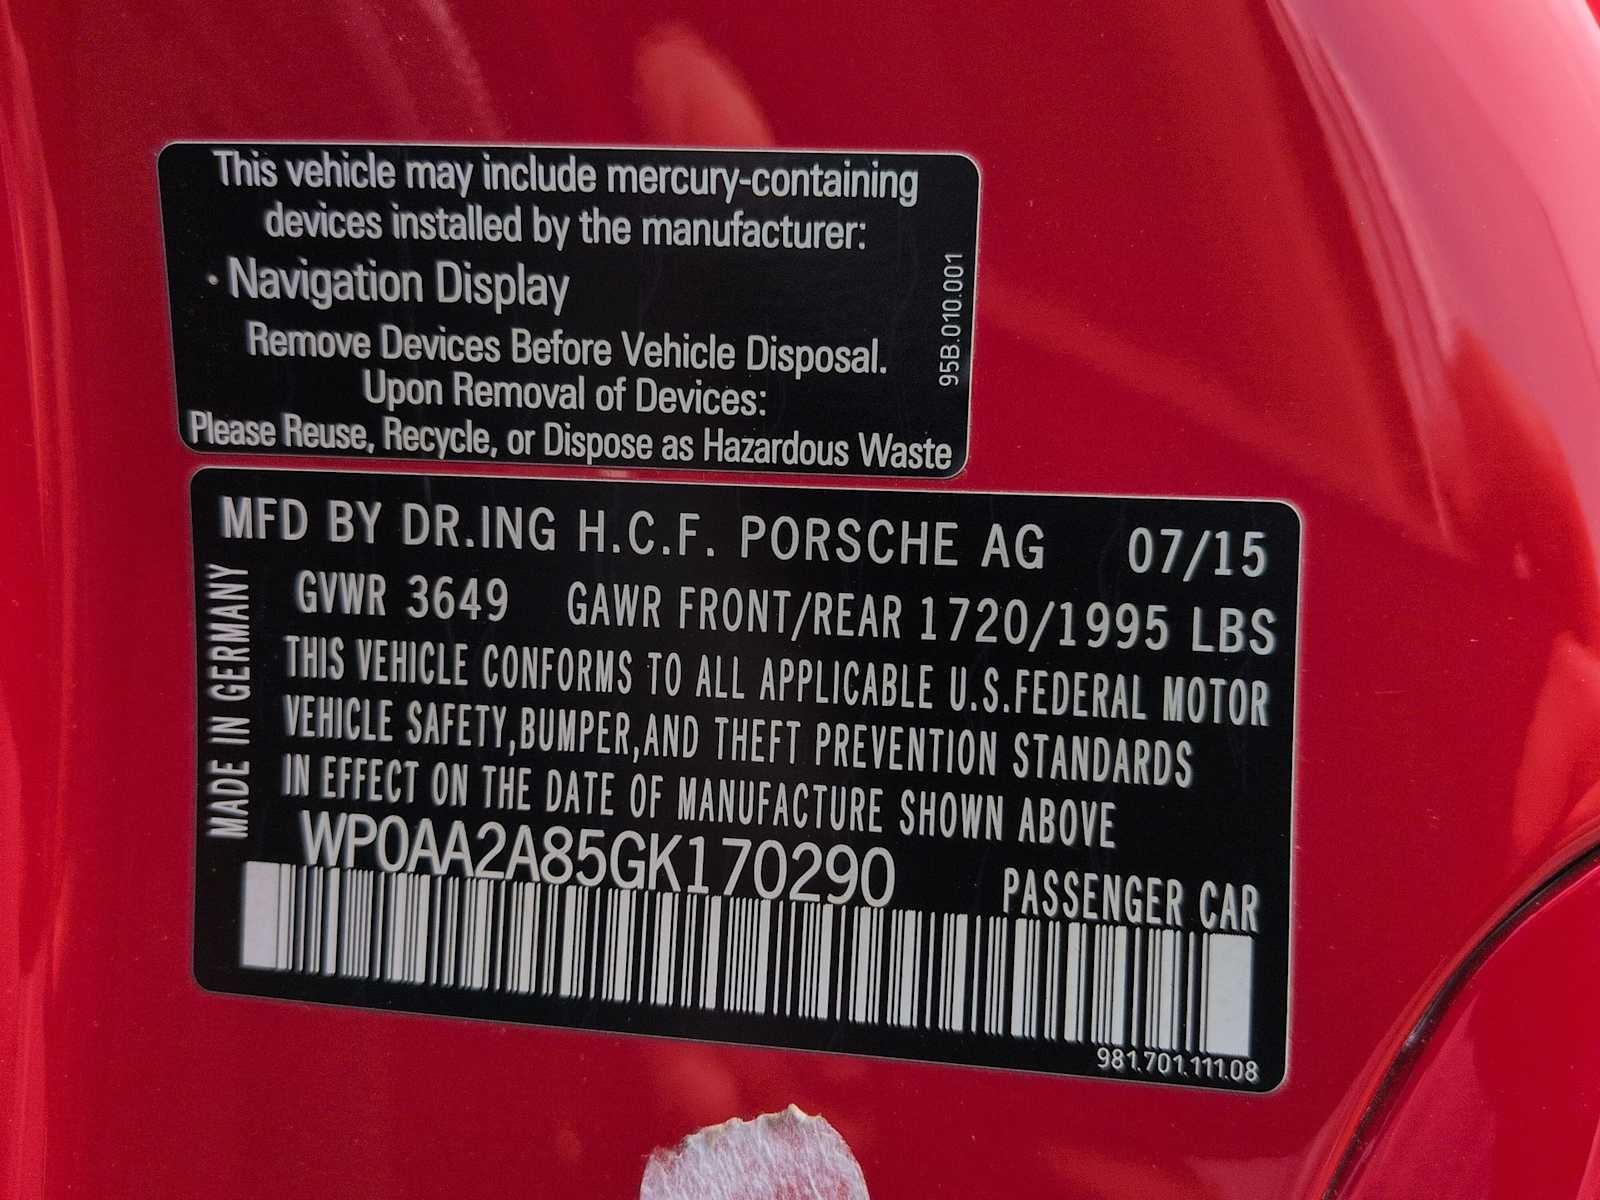 This vehicle may include mercury-containing
devices installed by the manufacturer:
· Navigation Display
Remove Devices Before Vehicle Disposal.
Upon Removal of Devices:
Please Reuse, Recycle, or Dispose as Hazardous Waste
95B.010.001
MFD BY DR.ING H.C.F. PORSCHE AG 07/15
GVWR 3649 GAWR FRONT/REAR 1720/1995 LBS
THIS VEHICLE CONFORMS TO ALL APPLICABLE U.S.FEDERAL MOTOR
VEHICLE SAFETY,BUMPER,AND THEFT PREVENTION STANDARDS
IN EFFECT ON THE DATE OF MANUFACTURE SHOWN ABOVE
MADE IN GERMANY
WP0AA2A85GK170290
PASSENGER CAR
981.701.111.08